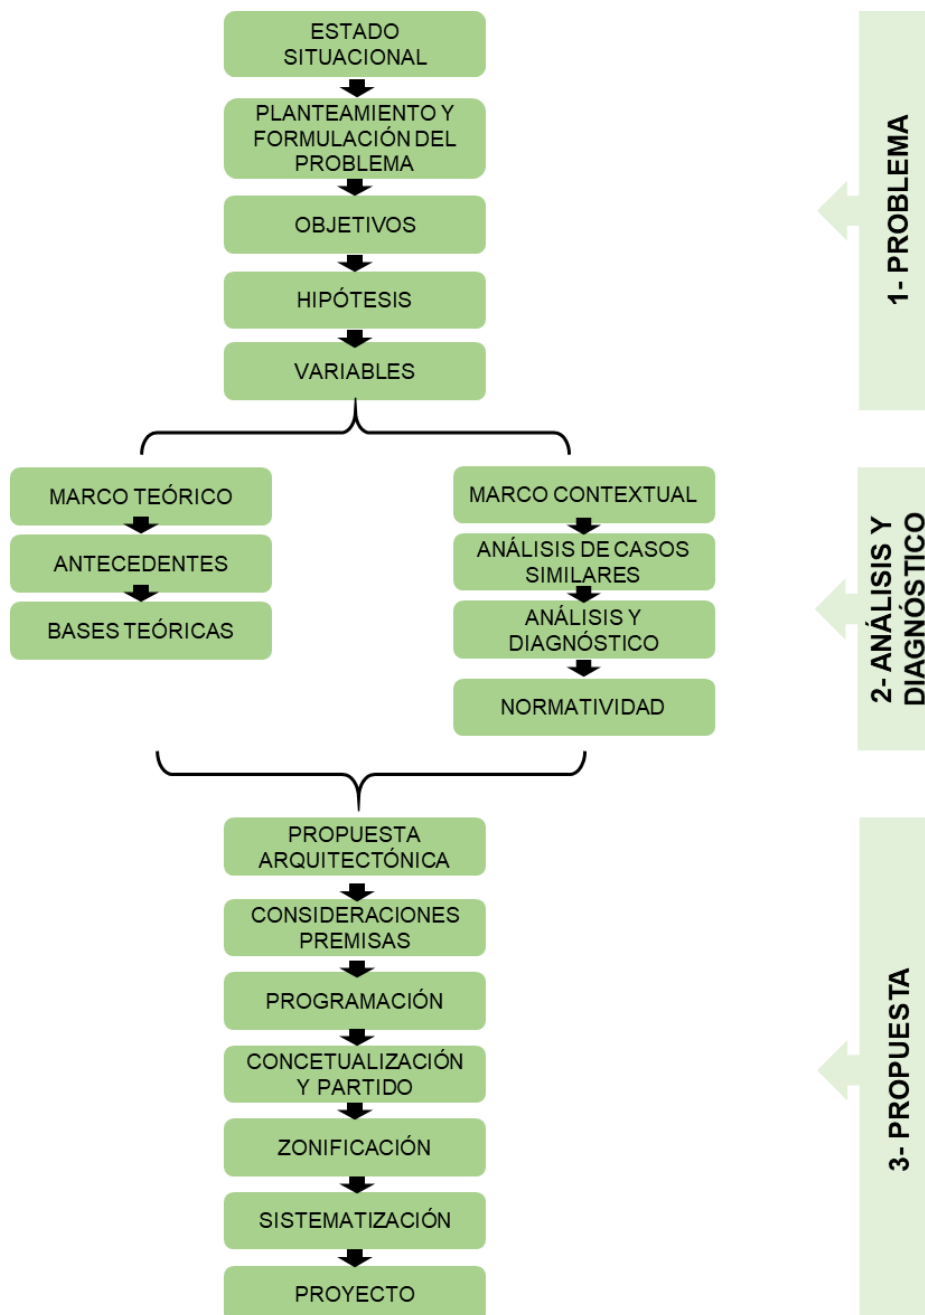 ESTADO
SITUACIONAL
PLANTEAMIENTO Y
FORMULACIÓN DEL
PROBLEMA
OBJETIVOS
HIPÓTESIS
VARIABLES
1- PROBLEMA
MARCO TEÓRICO
ANTECEDENTES
BASES TEÓRICAS
MARCO CONTEXTUAL
ANÁLISIS DE CASOS
SIMILARES
ANÁLISIS Y
DIAGNÓSTICO
NORMATIVIDAD
2- ANÁLISIS Y
DIAGNÓSTICO
PROPUESTA
ARQUITECTÓNICA
CONSIDERACIONES
PREMISAS
PROGRAMACIÓN
CONCETUALIZACIÓN
Y PARTIDO
ZONIFICACIÓN
SISTEMATIZACIÓN
PROYECTO
3- PROPUESTA